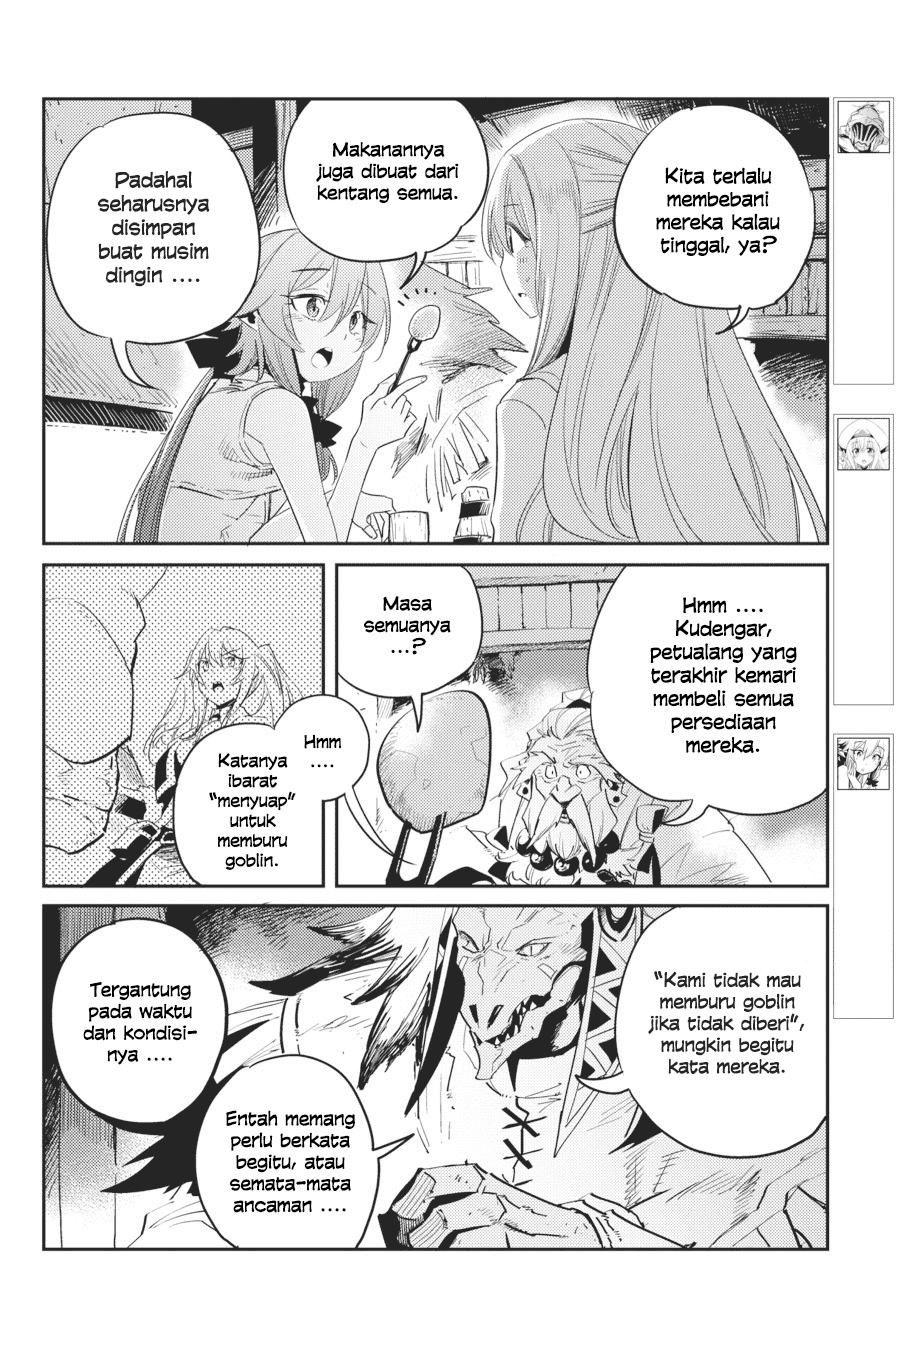 Kita terlalu
membebani
mereka kalau
tinggal, ya?
Makanannya
juga dibuat dari
kentang semua.
Padahal
seharusnya
disimpan
buat musim
dingin ....
Hmm ....
Kudengar,
petualang yang
terakhir kemari
membeli semua
persediaan
mereka.
Masa
semuanya
...?
Hmm
....
Katanya
ibarat
"menyuap"
untuk
memburu
goblin.
"Kami tidak mau
memburu goblin
jika tidak diberi",
mungkin begitu
kata mereka.
Tergantung
pada waktu
dan kondisi-
nya ....
Entah memang
perlu berkata
begitu, atau
semata-mata
ancaman ....